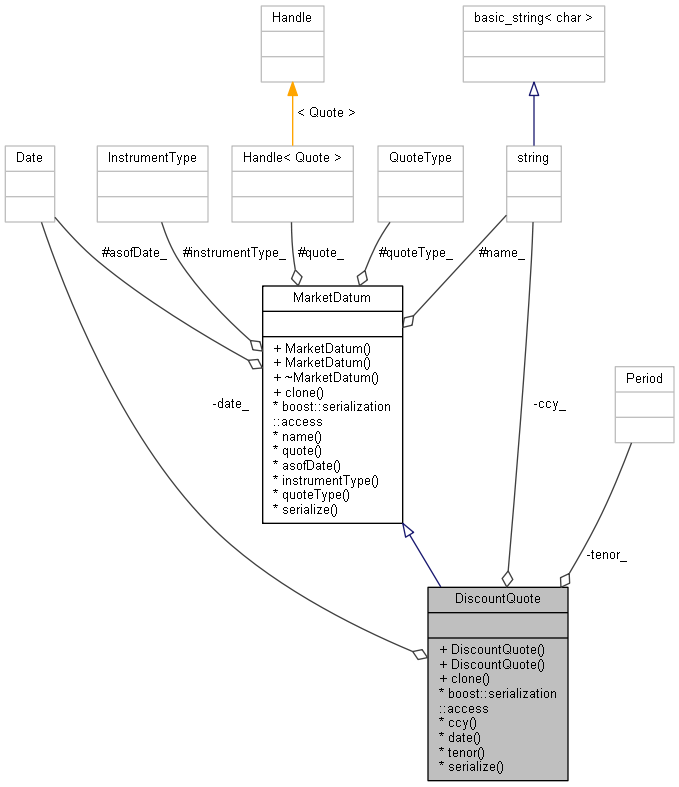 Handle
basic_string< char >
< Quote >
Date
InstrumentType
Handle< Quote >
QuoteType
string
#asofDate_
#instrumentType_
#quote_
#quoteType_
#name_
MarketDatum
+ MarketDatum()
+ MarketDatum()
+ ~MarketDatum()
+ clone()
* boost::serialization
::access
* name()
* quote()
* asofDate()
* instrumentType()
* quoteType()
* serialize()
-date_
-ccy_
Period
-tenor_
DiscountQuote
+ DiscountQuote()
+ DiscountQuote()
+ clone()
* boost::serialization
::access
* ccy()
* date()
* tenor()
* serialize()